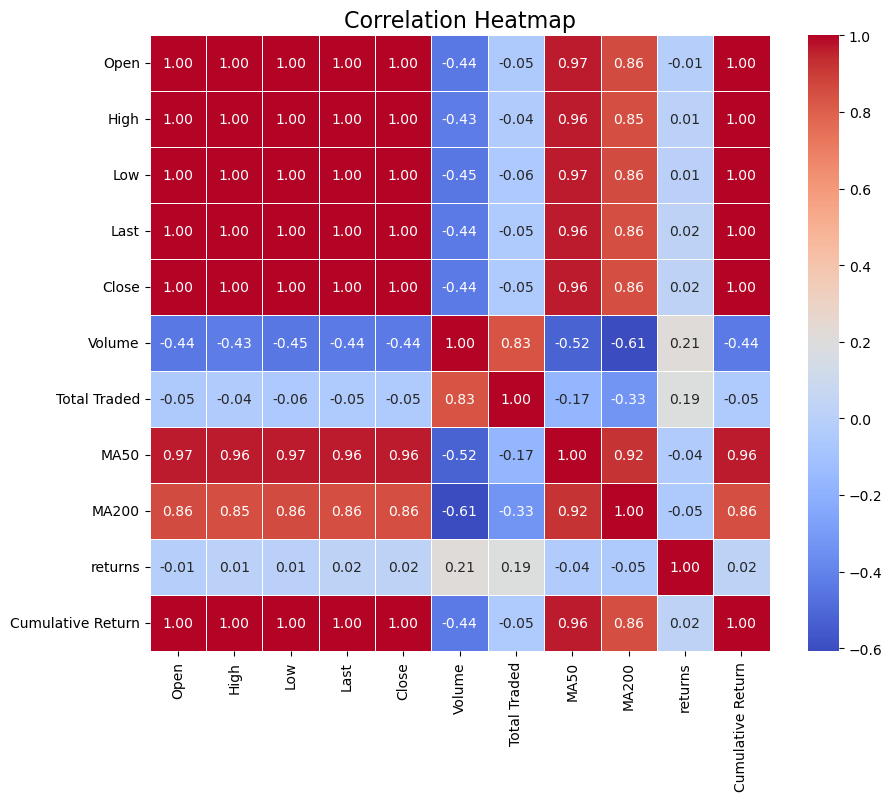 Correlation Heatmap
Open 1.00 1.00 1.00 1.00 1.00 -0.44 -0.05 0.97 0.86 -0.01 1.00
High 1.00 1.00 1.00 1.00 1.00 -0.43 -0.04 0.96 0.85 0.01 1.00
Low 1.00 1.00 1.00 1.00 1.00 -0.45 -0.06 0.97 0.86 0.01 1.00
Last 1.00 1.00 1.00 1.00 1.00 -0.44 -0.05 0.96 0.86 0.02 1.00
Close 1.00 1.00 1.00 1.00 1.00 -0.44 -0.05 0.96 0.86 0.02 1.00
Volume -0.44 -0.43 -0.45 -0.44 -0.44 1.00 0.83 -0.52 -0.61 0.21 -0.44
Total Traded -0.05 -0.04 -0.06 -0.05 -0.05 0.83 1.00 -0.17 -0.33 0.19 -0.05
MA50 0.97 0.96 0.97 0.96 0.96 -0.52 -0.17 1.00 0.92 -0.04 0.96
MA200 0.86 0.85 0.86 0.86 0.86 -0.61 -0.33 0.92 1.00 -0.05 0.86
returns -0.01 0.01 0.01 0.02 0.02 0.21 0.19 -0.04 -0.05 1.00 0.02
Cumulative Return 1.00 1.00 1.00 1.00 1.00 -0.44 -0.05 0.96 0.86 0.02 1.00
Open
High
Low
Last
Close
Volume
Total Traded
MA50
MA200
returns
Cumulative Return
1.0
0.8
0.6
0.4
0.2
0.0
−0.2
−0.4
−0.6